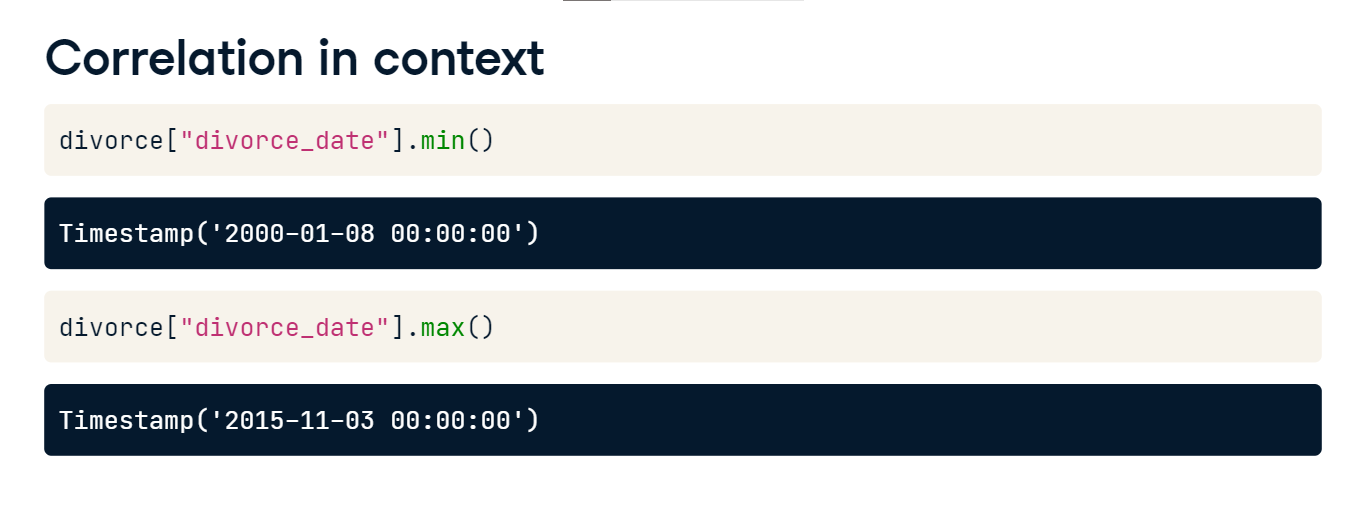 Correlation in context
divorce["divorce_date"].min()
Timestamp('2000-01-08 00:00:00')
divorce["divorce_date"].max()
Timestamp('2015-11-03 00:00:00')